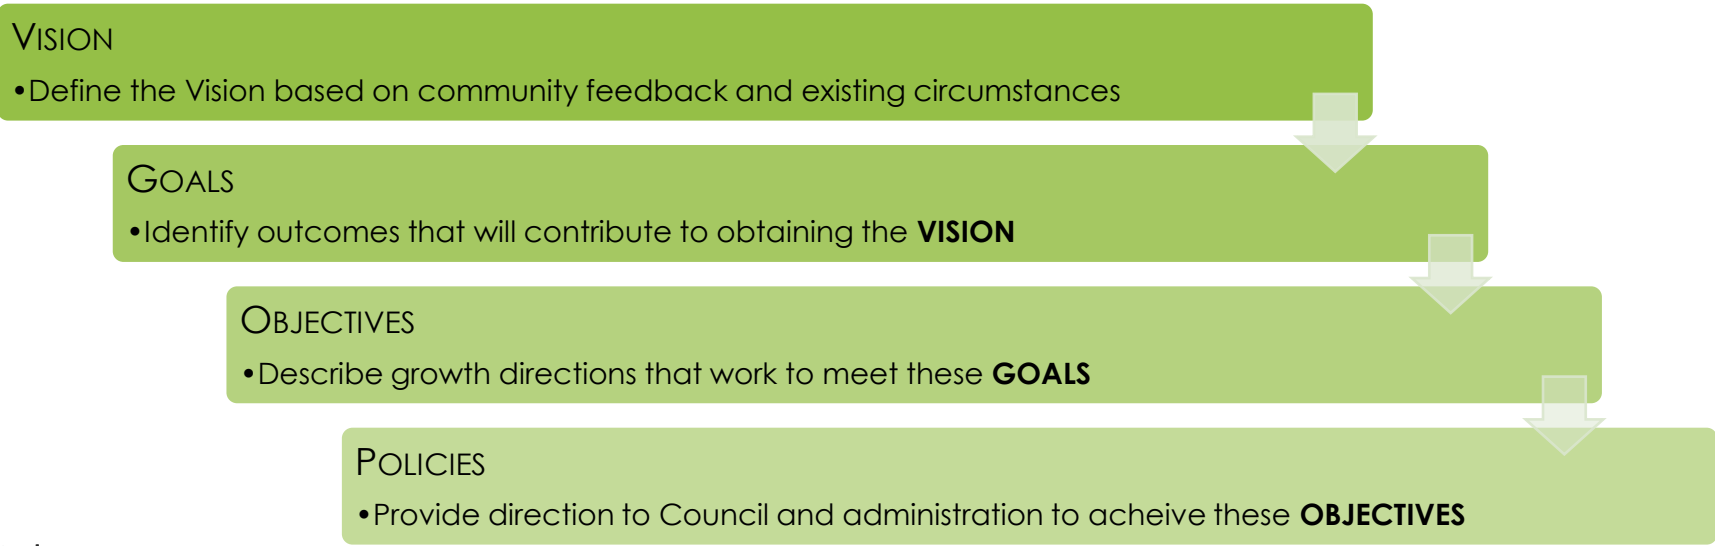 VISION
•Define the Vision based on community feedback and existing circumstances
GOALS
•Identify outcomes that will contribute to obtaining the VISION
OBJECTIVES
•Describe growth directions that work to meet these GOALS
POLICIES
•Provide direction to Council and administration to acheive these OBJECTIVES